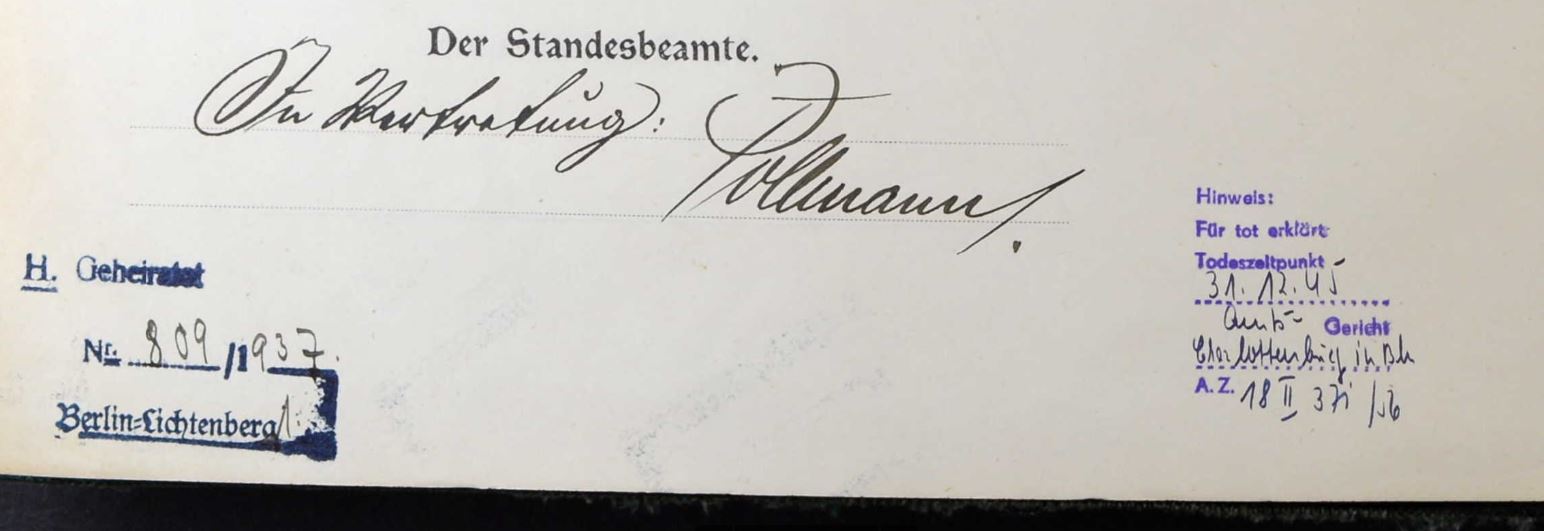 Der Standesbeamte.
In Vertretung:
Pollmann.
H. Geheiratet
Nr. 809/1937.
Berlin-Lichtenberg
Hinweis:
Für tot erklärt
Todeszeitpunkt
31.12.45
Amts- Gericht
Charlottenburg in Bln
A.Z. 18 II /56